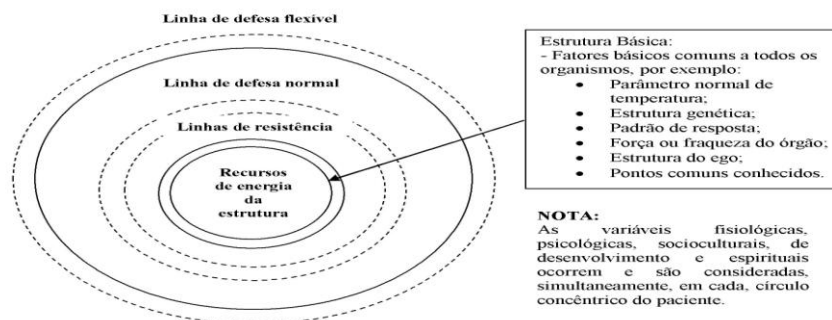 Linha de defesa flexível
Linha de defesa normal
Linhas de resistência
Recursos
de energia
da
estrutura
Estrutura Básica:
- Fatores básicos comuns a todos os
organismos, por exemplo:
• Parâmetro normal de
temperatura;
• Estrutura genética;
• Padrão de resposta;
• Força ou fraqueza do órgão;
• Estrutura do ego;
• Pontos comuns conhecidos.
NOTA:
As variáveis fisiológicas,
psicológicas, socioculturais, de
desenvolvimento e espirituais
ocorrem e são consideradas,
simultaneamente, em cada, círculo
concêntrico do paciente.